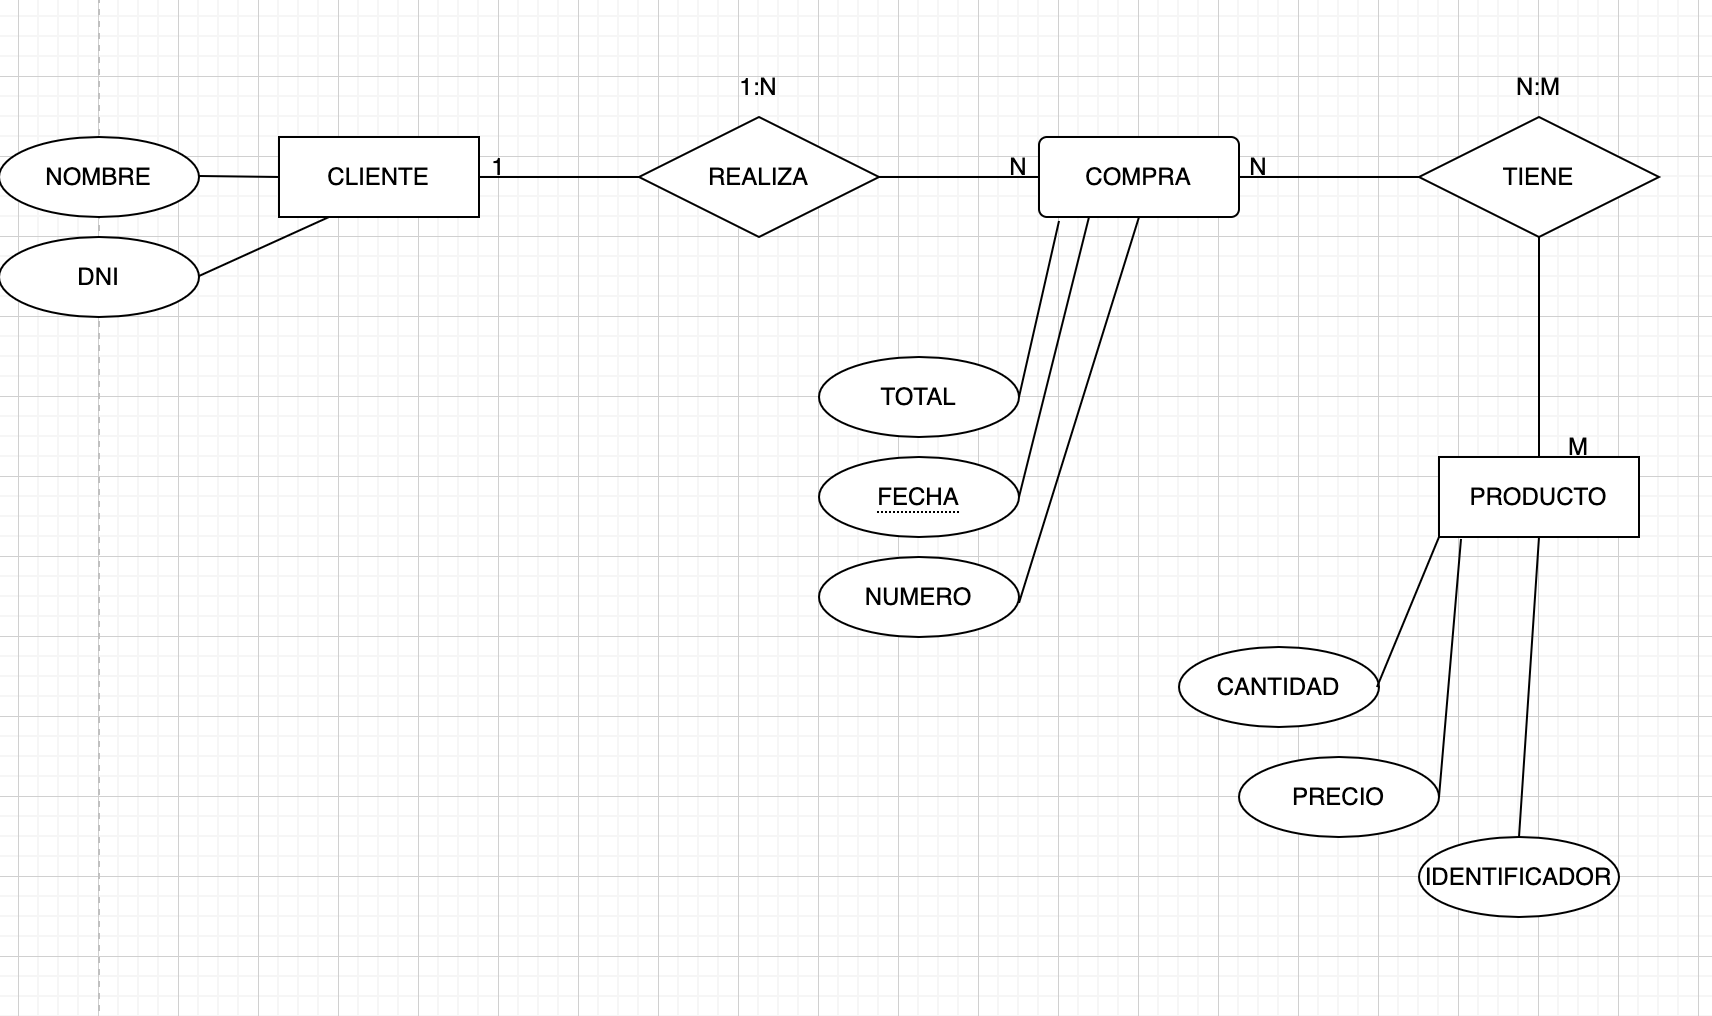 1:N
N:M
NOMBRE
CLIENTE
1
REALIZA
N
COMPRA
N
TIENE
DNI
TOTAL
M
FECHA
PRODUCTO
NUMERO
CANTIDAD
PRECIO
IDENTIFICADOR